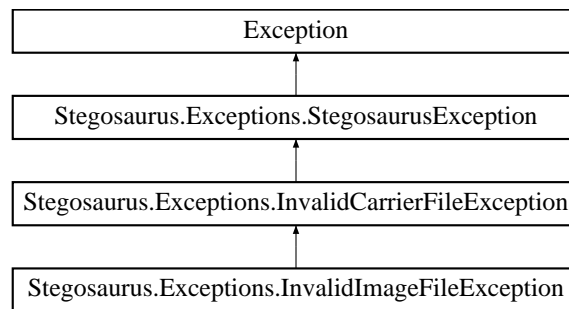 Exception
Stegosaurus.Exceptions.StegosaurusException
Stegosaurus.Exceptions.InvalidCarrierFileException
Stegosaurus.Exceptions.InvalidImageFileException